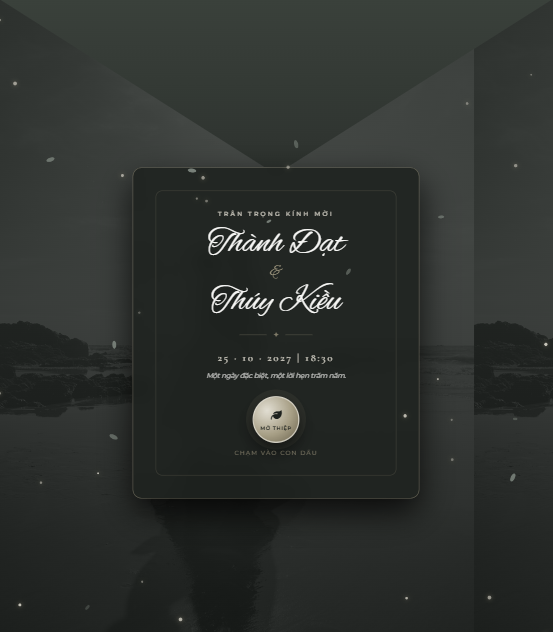 TRÂN TRỌNG KÍNH MỜI
Thành Đạt
&
Thúy Kiều
25 · 10 · 2027 | 18:30
Một ngày đặc biệt, một lời hẹn trăm năm.
MỞ THIỆP
CHẠM VÀO CON DẤU